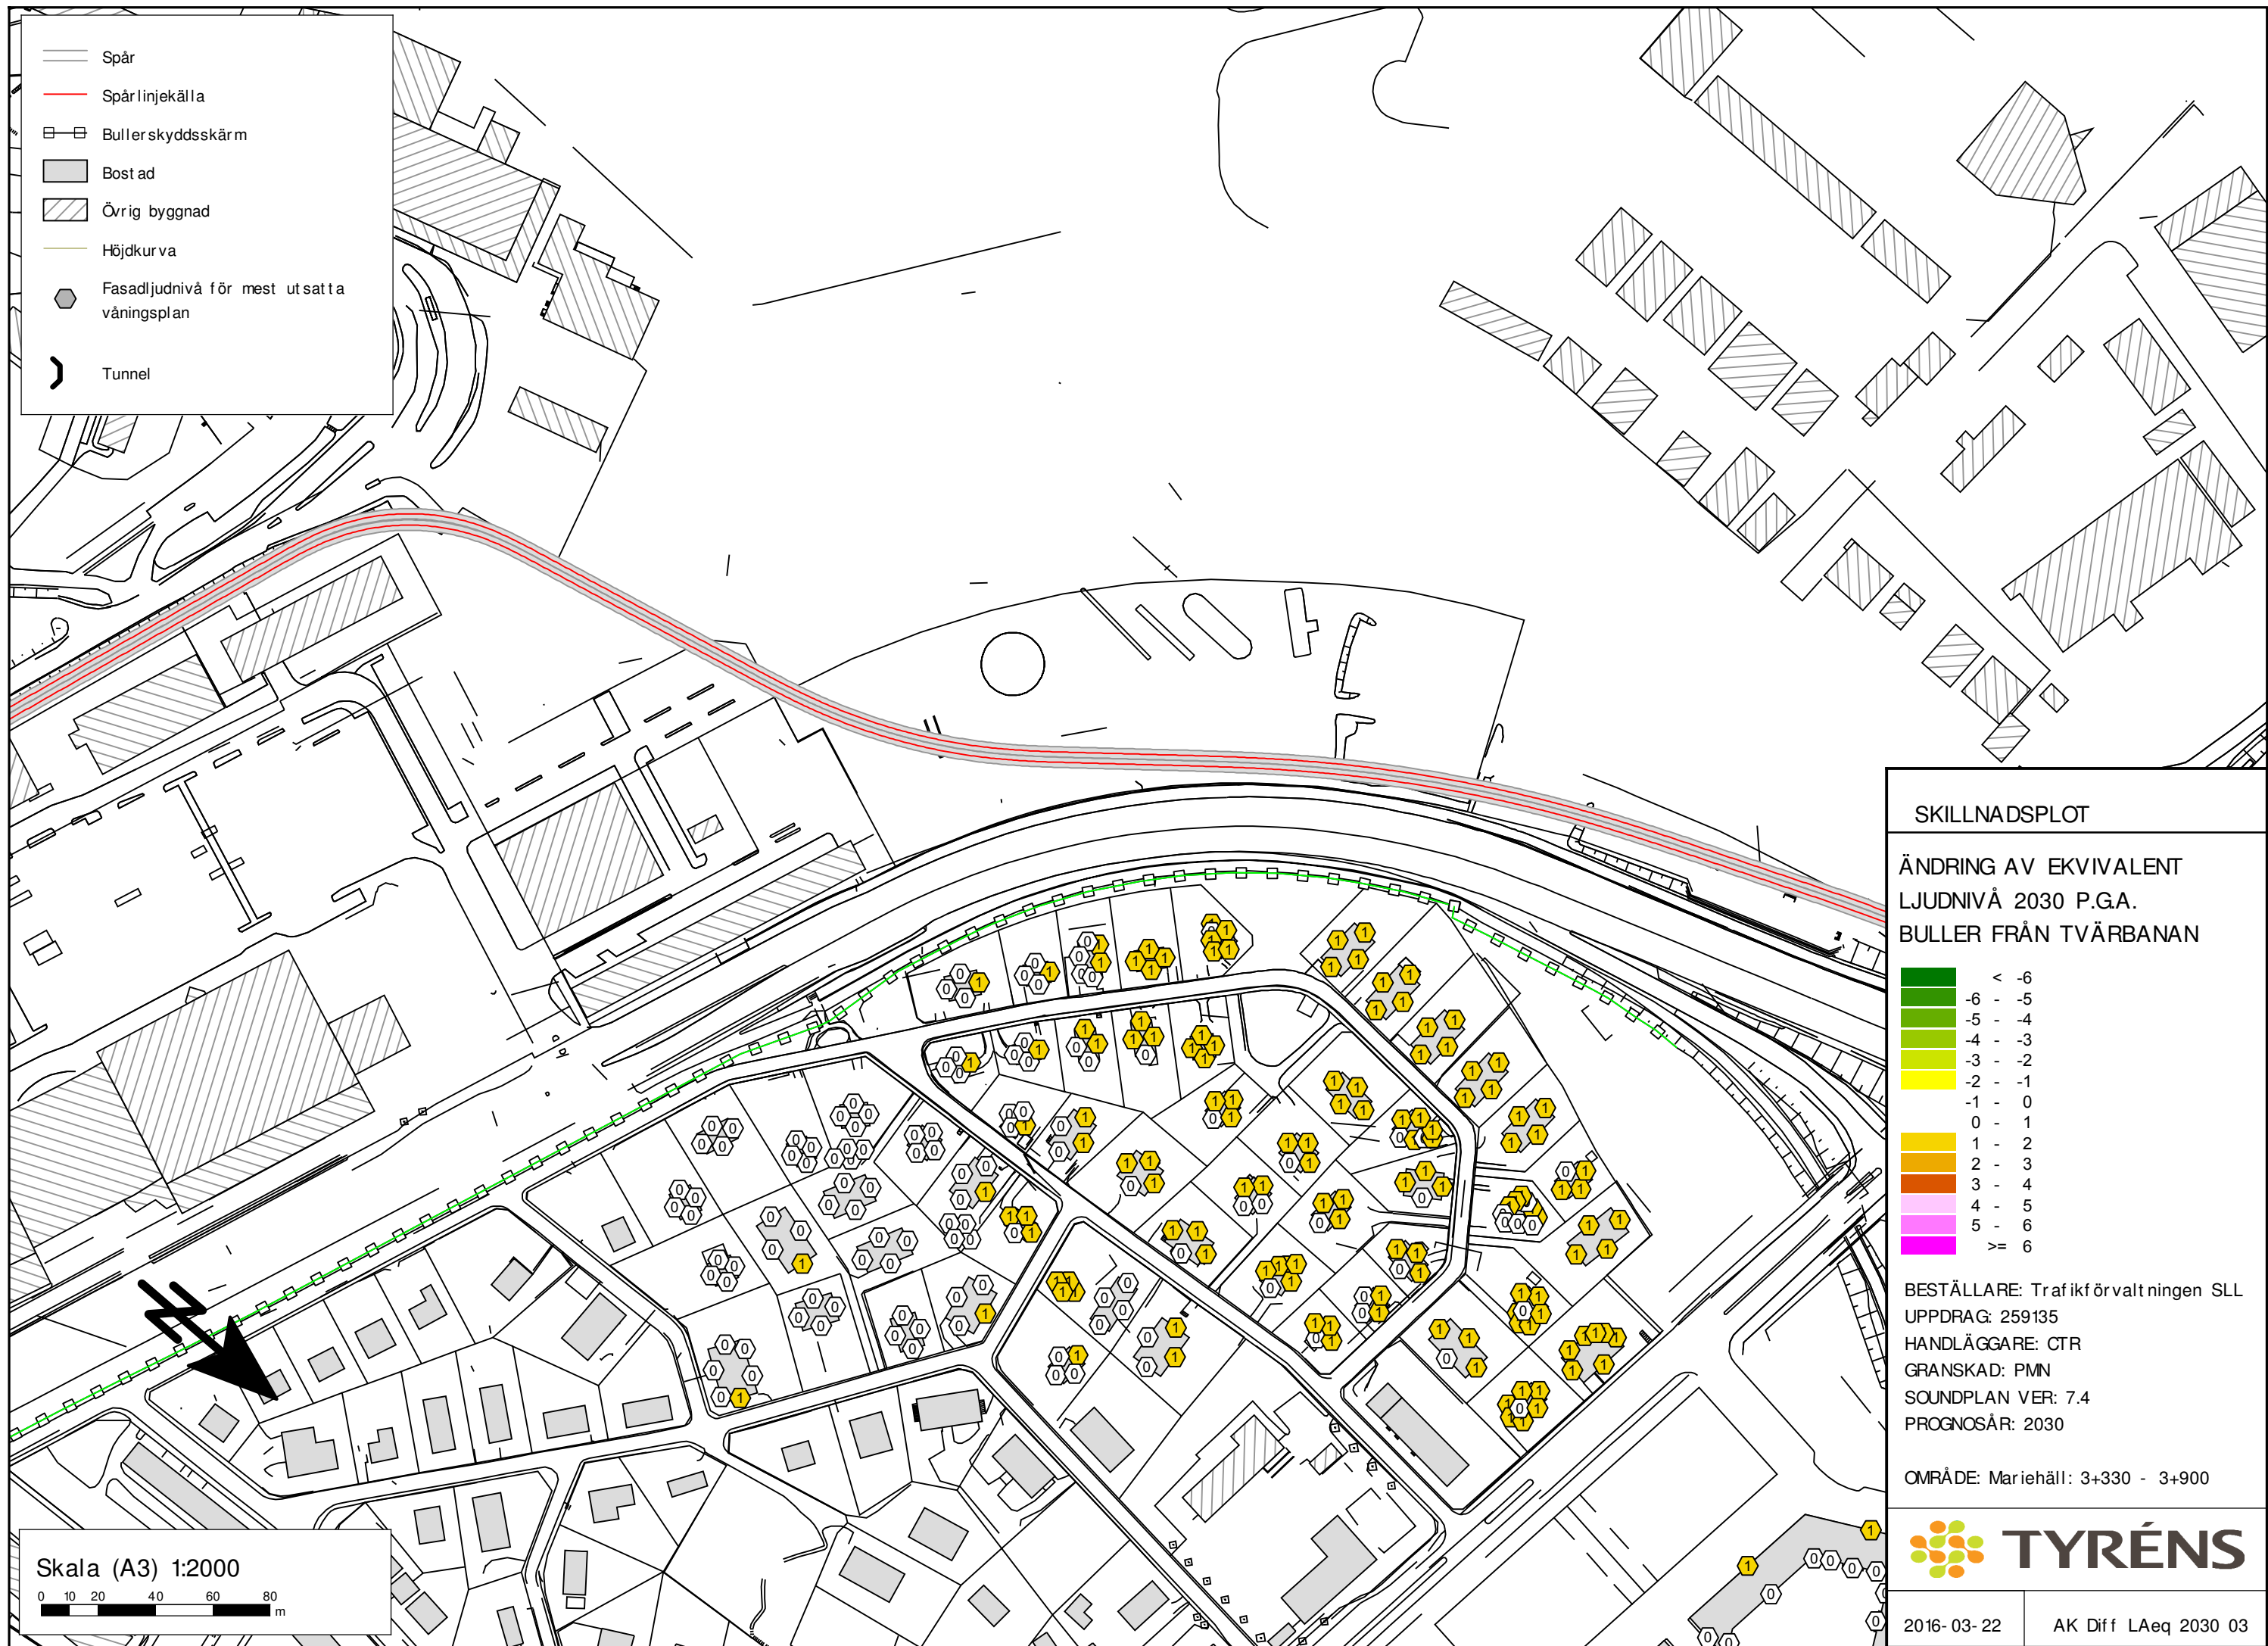 Spår
Spårlinjekälla
Bullerskyddsskärm
Bostad
Övrig byggnad
Höjdkurva
Fasadljudnivå för mest utsatta
våningsplan
Tunnel
SKILLNADSPLOT
ÄNDRING AV EKVIVALENT
LJUDNIVÅ 2030 P.G.A.
BULLER FRÅN TVÄRBANAN
< -6
-6 - -5
-5 - -4
-4 - -3
-3 - -2
-2 - -1
-1 - 0
0 - 1
1 - 2
2 - 3
3 - 4
4 - 5
5 - 6
>= 6
BESTÄLLARE: Trafikförvaltningen SLL
UPPDRAG: 259135
HANDLÄGGARE: CTR
GRANSKAD: PMN
SOUNDPLAN VER: 7.4
PROGNOSÅR: 2030
OMRÅDE: Mariehäll: 3+330 - 3+900
TYRÉNS
2016-03-22
AK Diff LAeq 2030 03
Skala (A3) 1:2000
0 10 20 40 60 80
m